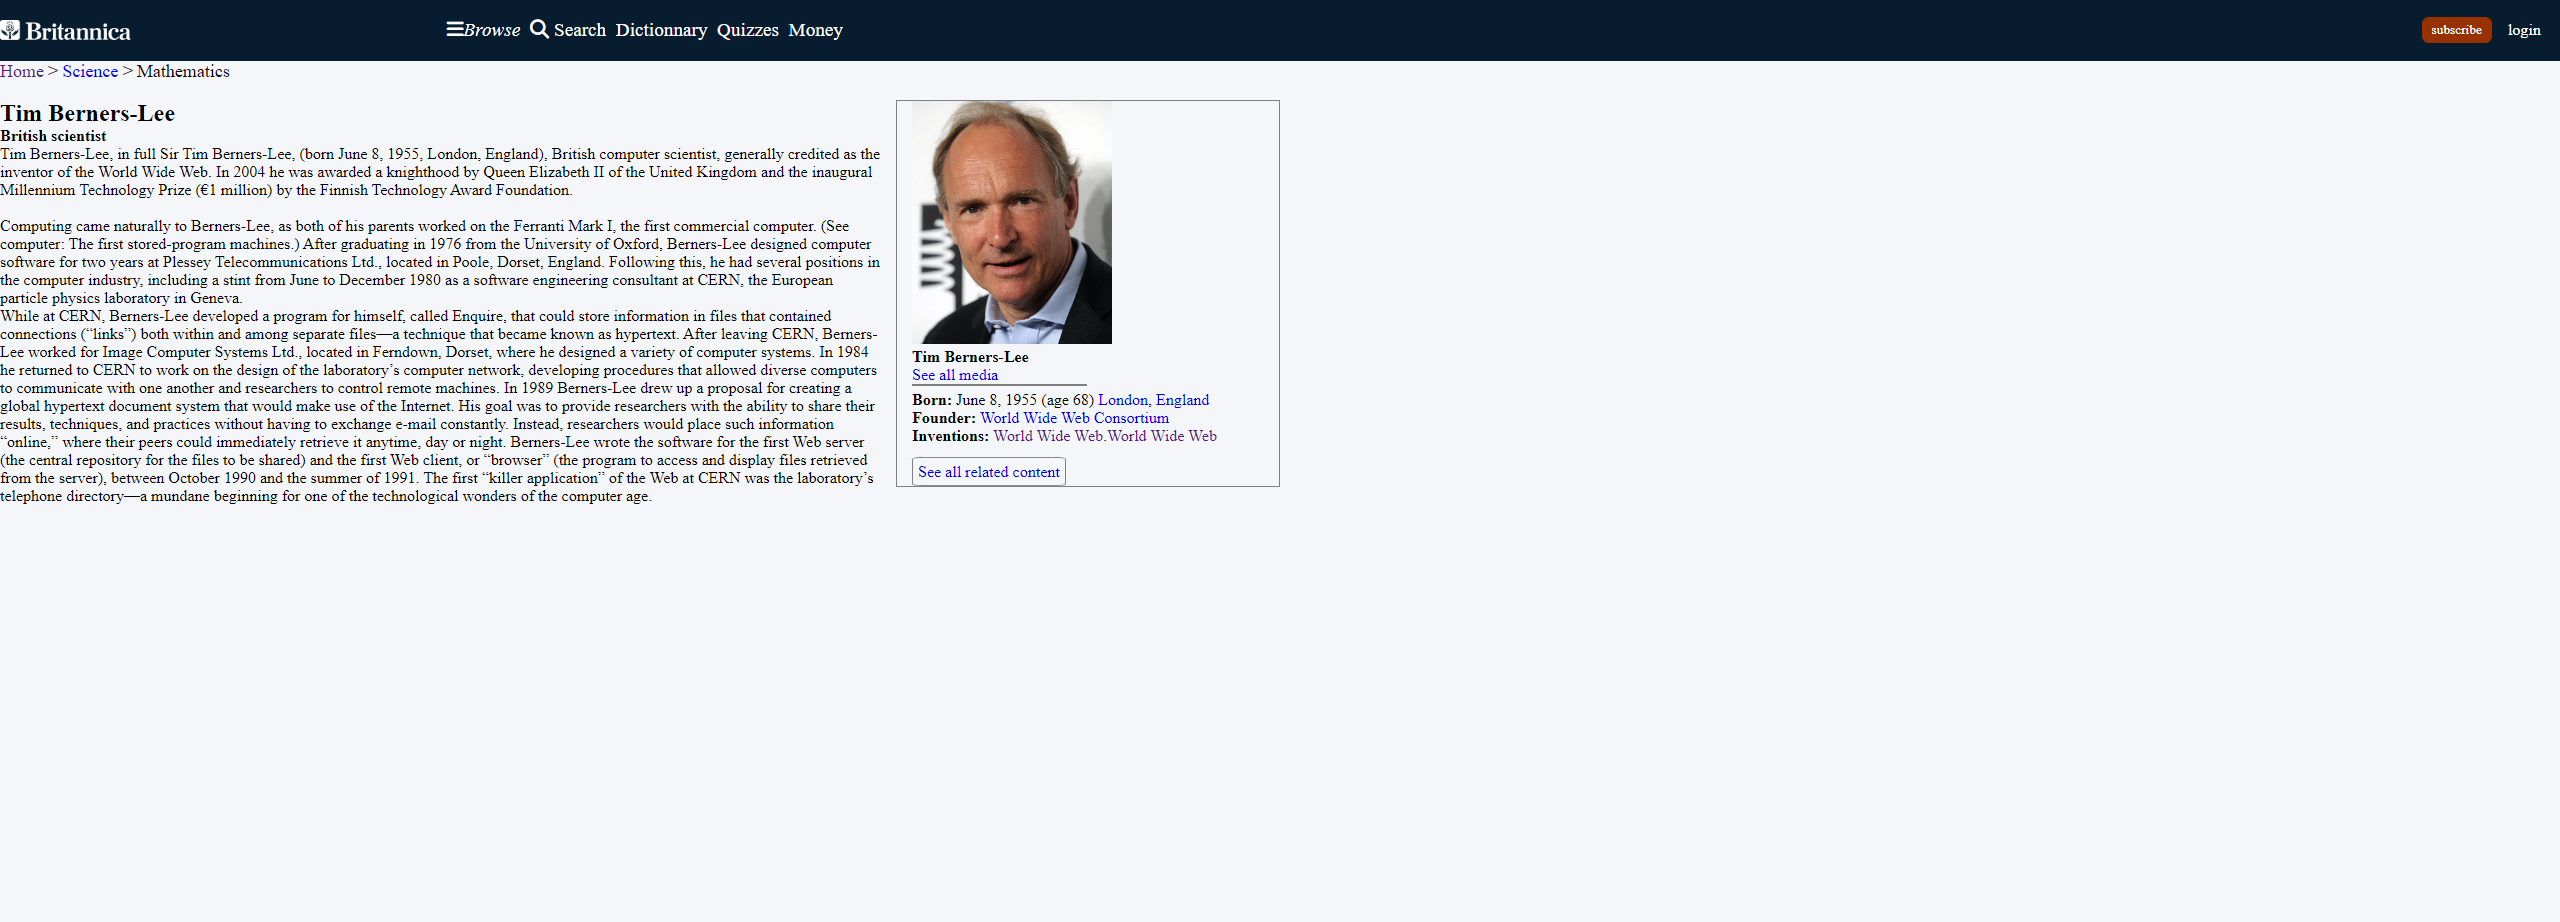 Britannica
Browse Search Dictionnary Quizzes Money
subscribe login
Home > Science > Mathematics
Tim Berners-Lee
British scientist
Tim Berners-Lee, in full Sir Tim Berners-Lee, (born June 8, 1955, London, England), British computer scientist, generally credited as the
inventor of the World Wide Web. In 2004 he was awarded a knighthood by Queen Elizabeth II of the United Kingdom and the inaugural
Millennium Technology Prize (€1 million) by the Finnish Technology Award Foundation.
Computing came naturally to Berners-Lee, as both of his parents worked on the Ferranti Mark I, the first commercial computer. (See
computer: The first stored-program machines.) After graduating in 1976 from the University of Oxford, Berners-Lee designed computer
software for two years at Plessey Telecommunications Ltd., located in Poole, Dorset, England. Following this, he had several positions in
the computer industry, including a stint from June to December 1980 as a software engineering consultant at CERN, the European
particle physics laboratory in Geneva.
While at CERN, Berners-Lee developed a program for himself, called Enquire, that could store information in files that contained
connections (“links”) both within and among separate files—a technique that became known as hypertext. After leaving CERN, Berners-
Lee worked for Image Computer Systems Ltd., located in Ferndown, Dorset, where he designed a variety of computer systems. In 1984
he returned to CERN to work on the design of the laboratory’s computer network, developing procedures that allowed diverse computers
to communicate with one another and researchers to control remote machines. In 1989 Berners-Lee drew up a proposal for creating a
global hypertext document system that would make use of the Internet. His goal was to provide researchers with the ability to share their
results, techniques, and practices without having to exchange e-mail constantly. Instead, researchers would place such information
“online,” where their peers could immediately retrieve it anytime, day or night. Berners-Lee wrote the software for the first Web server
(the central repository for the files to be shared) and the first Web client, or “browser” (the program to access and display files retrieved
from the server), between October 1990 and the summer of 1991. The first “killer application” of the Web at CERN was the laboratory’s
telephone directory—a mundane beginning for one of the technological wonders of the computer age.
Tim Berners-Lee
See all media
Born: June 8, 1955 (age 68) London, England
Founder: World Wide Web Consortium
Inventions: World Wide Web.World Wide Web
See all related content